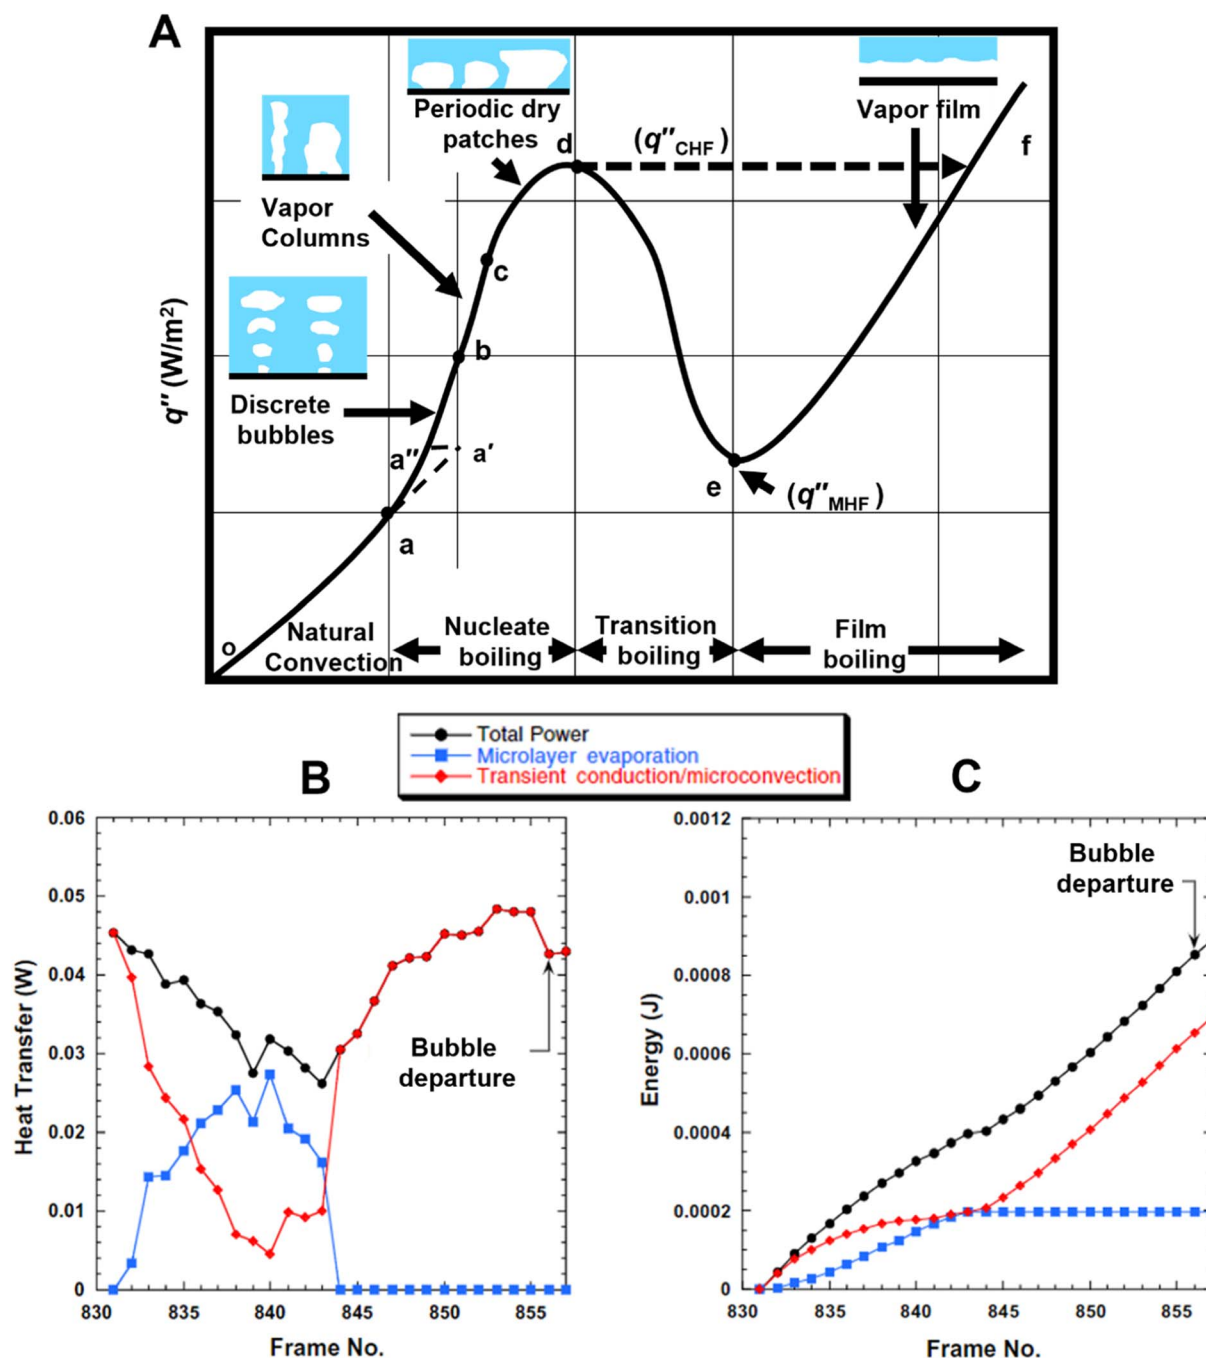 A
Periodic dry
patches
d
(q″CHF)
Vapor film
f
Vapor
Columns
c
b
Discrete
bubbles
a″
a′
e
(q″MHF)
a
q″ (W/m²)
o
Natural
Convection
Nucleate
boiling
Transition
boiling
Film
boiling
Total Power
Microlayer evaporation
Transient conduction/microconvection
B
0.06
0.05
0.04
0.03
0.02
0.01
0
Heat Transfer (W)
Bubble
departure
830
835
840
845
850
855
Frame No.
C
0.0012
0.001
0.0008
0.0006
0.0004
0.0002
0
Energy (J)
Bubble
departure
830
835
840
845
850
855
Frame No.